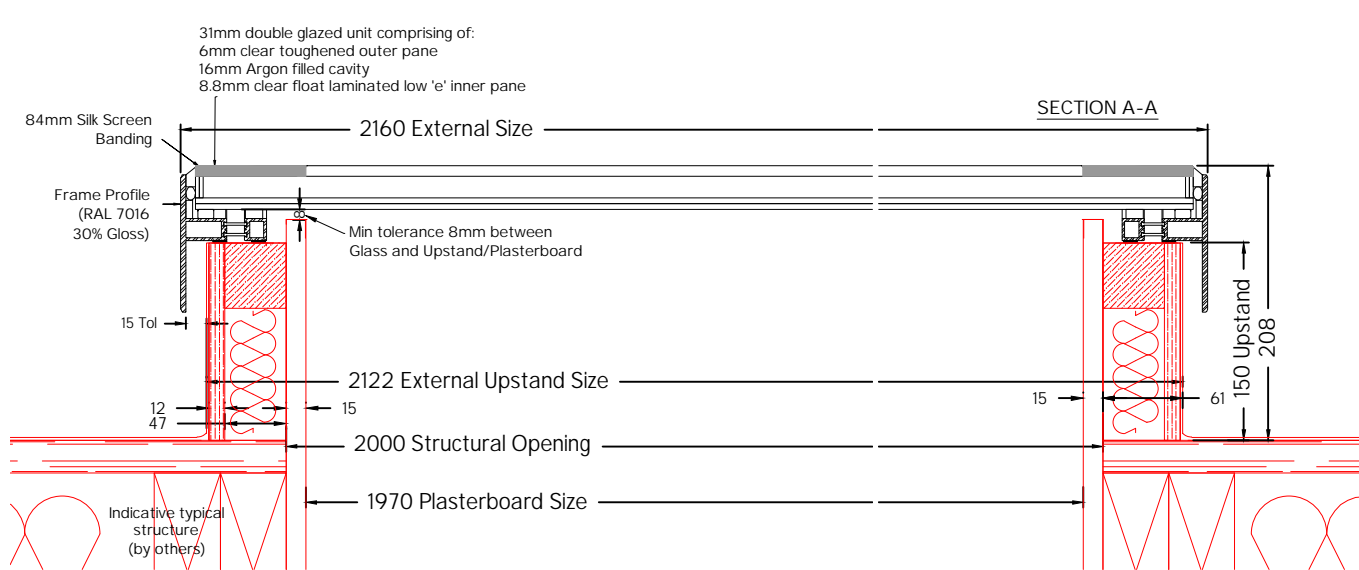 31mm double glazed unit comprising of:
6mm clear toughened outer pane
16mm Argon filled cavity
8.8mm clear float laminated low 'e' inner pane
SECTION A-A
84mm Silk Screen
Banding
2160 External Size
Frame Profile
(RAL 7016
30% Gloss)
8
Min tolerance 8mm between
Glass and Upstand/Plasterboard
15 Tol
150 Upstand
208
2122 External Upstand Size
12
15
15
61
47
2000 Structural Opening
1970 Plasterboard Size
Indicative typical
structure
(by others)